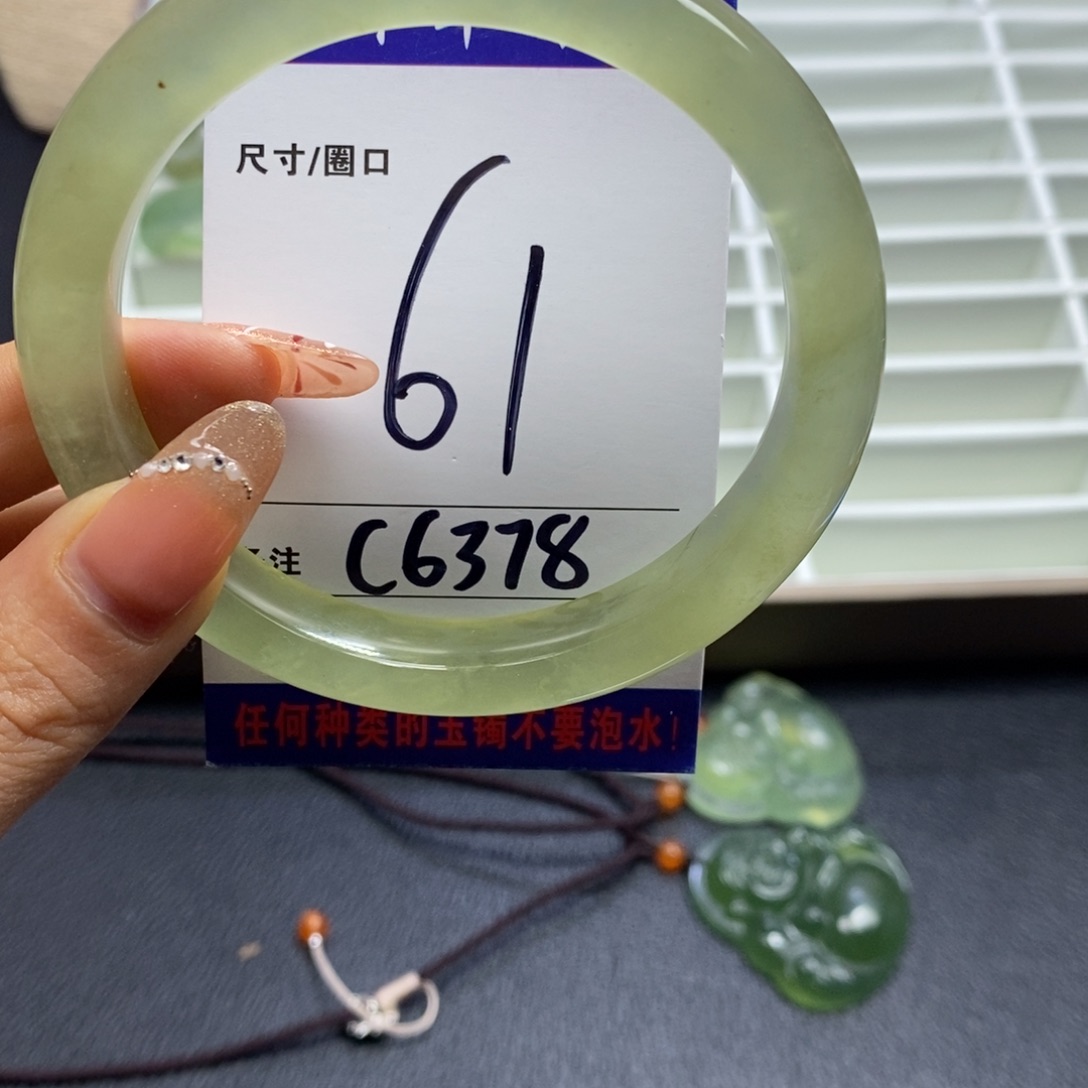 尺寸/圈口
61
注 C6378
任何种类的玉镯不要泡水!